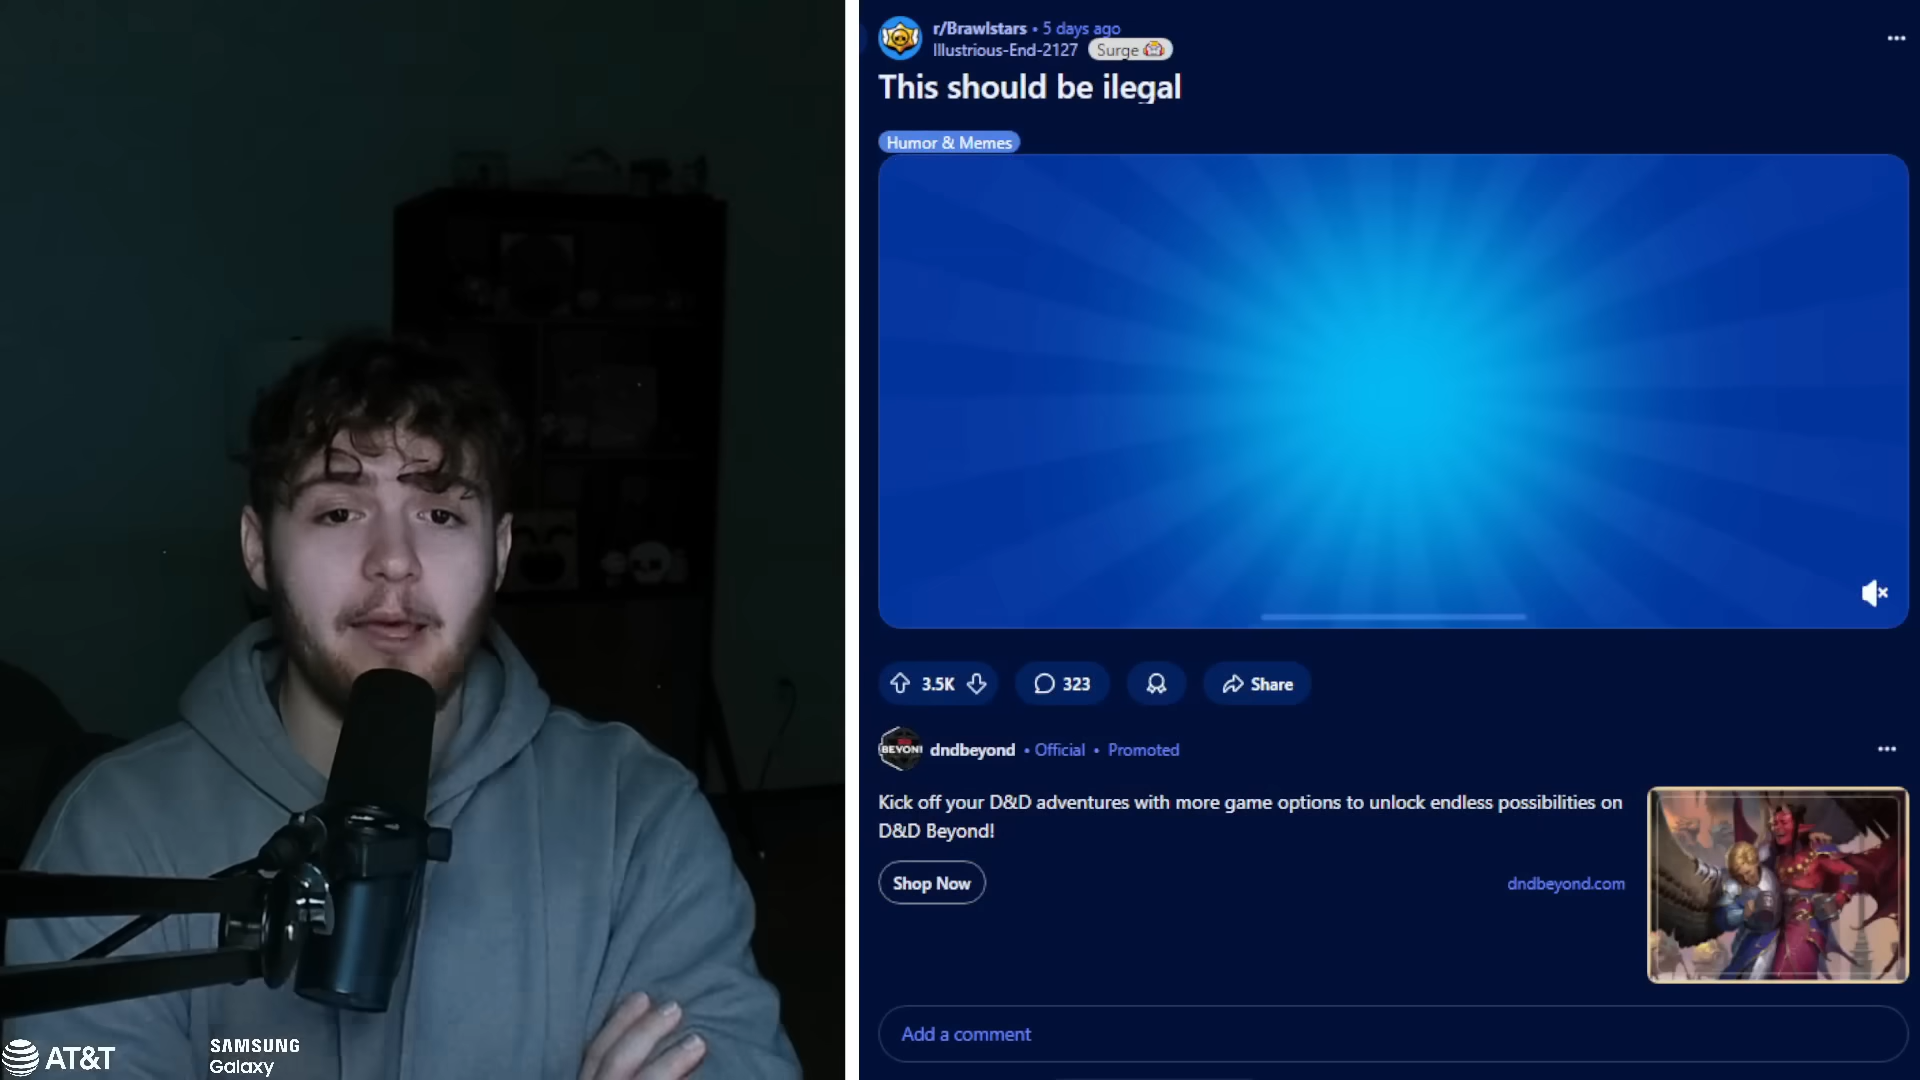 r/Brawlstars • 5 days ago
Illustrious-End-2127 Surge
This should be ilegal
Humor & Memes
3.5K 323 Share
BEYOND
dndbeyond • Official • Promoted
Kick off your D&D adventures with more game options to unlock endless possibilities on
D&D Beyond!
Shop Now dndbeyond.com
Add a comment
AT&T
SAMSUNG
Galaxy